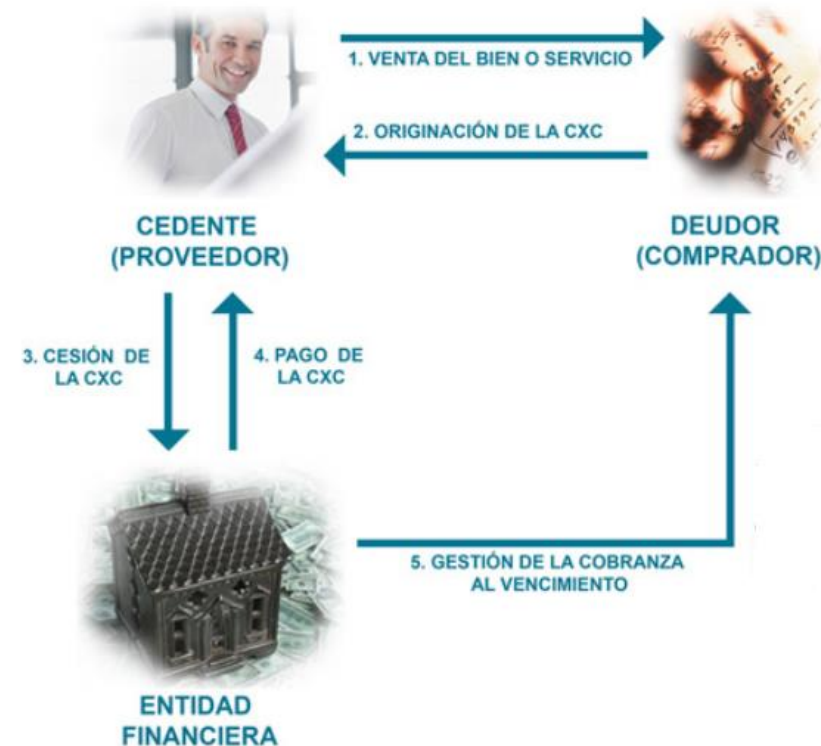 1. VENTA DEL BIEN O SERVICIO
2. ORIGINACIÓN DE LA CXC
CEDENTE
(PROVEEDOR)
DEUDOR
(COMPRADOR)
3. CESIÓN DE
LA CXC
4. PAGO DE
LA CXC
5. GESTIÓN DE LA COBRANZA
AL VENCIMIENTO
ENTIDAD
FINANCIERA